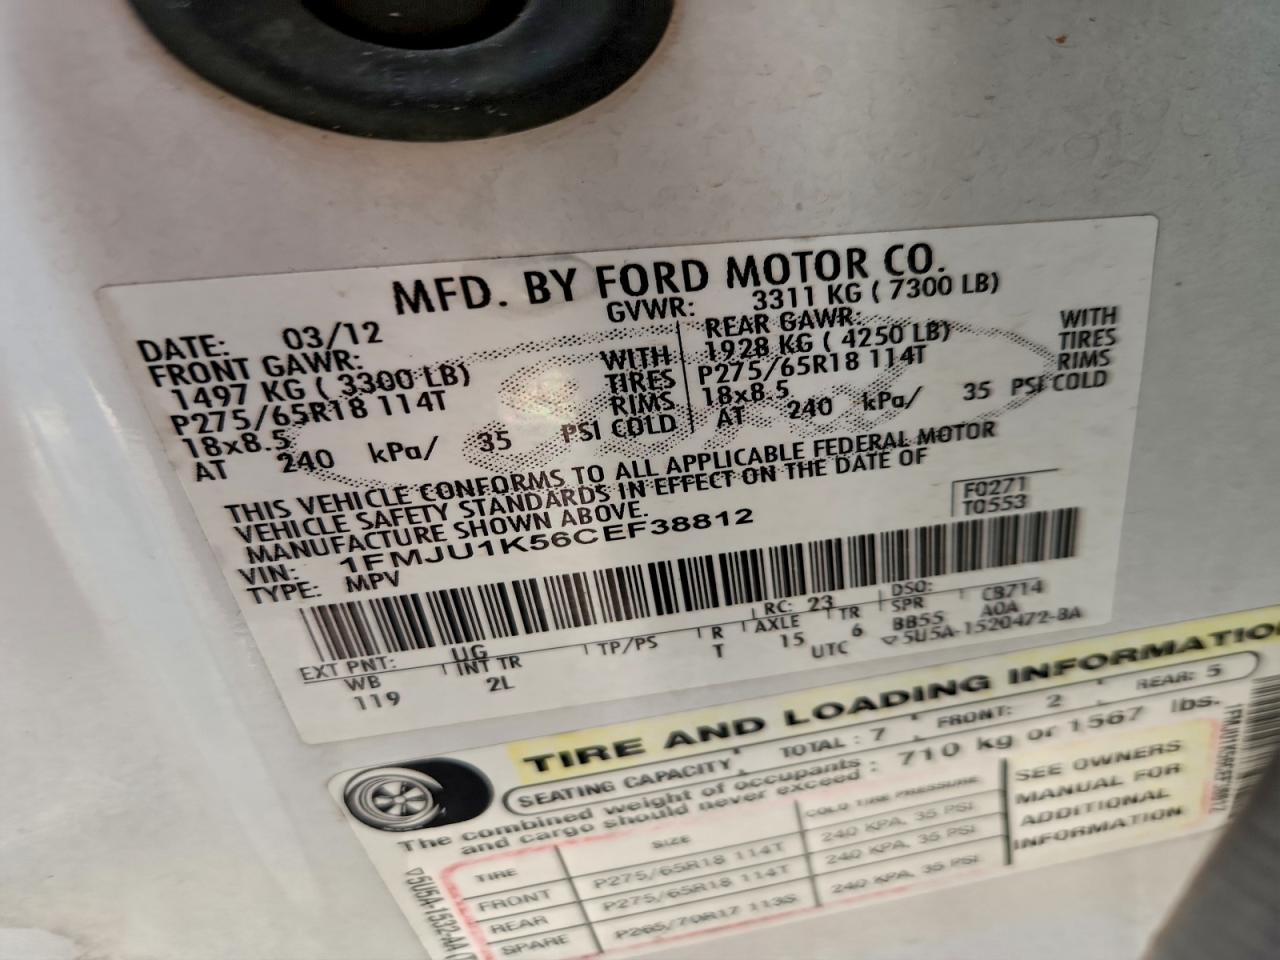 MFD. BY FORD MOTOR CO.
DATE: 03/12 GVWR: 3311 KG ( 7300 LB)
FRONT GAWR: REAR GAWR:
1497 KG ( 3300 LB) WITH 1928 KG ( 4250 LB) WITH
P275/65R18 114T TIRES P275/65R18 114T TIRES
18x8.5 RIMS 18x8.5 RIMS
AT 240 kPa/ 35 PSI COLD AT 240 kPa/ 35 PSI COLD
THIS VEHICLE CONFORMS TO ALL APPLICABLE FEDERAL MOTOR
VEHICLE SAFETY STANDARDS IN EFFECT ON THE DATE OF
MANUFACTURE SHOWN ABOVE.
F0271
T0553
VIN: 1FMJU1K56CEF38812
TYPE: MPV
EXT PNT: UG RC: 23 DSO:
WB INT TR TP/PS R AXLE TR SPR CB714
119 2L T 15 6 BB55 A0A
UTC ▽5U5A-1520472-BA
TIRE AND LOADING INFORMATIO
SEATING CAPACITY TOTAL : 7 FRONT: 2 REAR: 5
The combined weight of occupants : 710 kg or 1567 lbs.
and cargo should never exceed
TIRE SIZE COLD TIRE PRESSURE
FRONT P275/65R18 114T 240 KPA, 35 PSI
REAR P275/65R18 114T 240 KPA, 35 PSI
SPARE P265/70R17 113S 240 KPA, 35 PSI
SEE OWNERS
MANUAL FOR
ADDITIONAL
INFORMATION.
▽5U5A-1532-AA